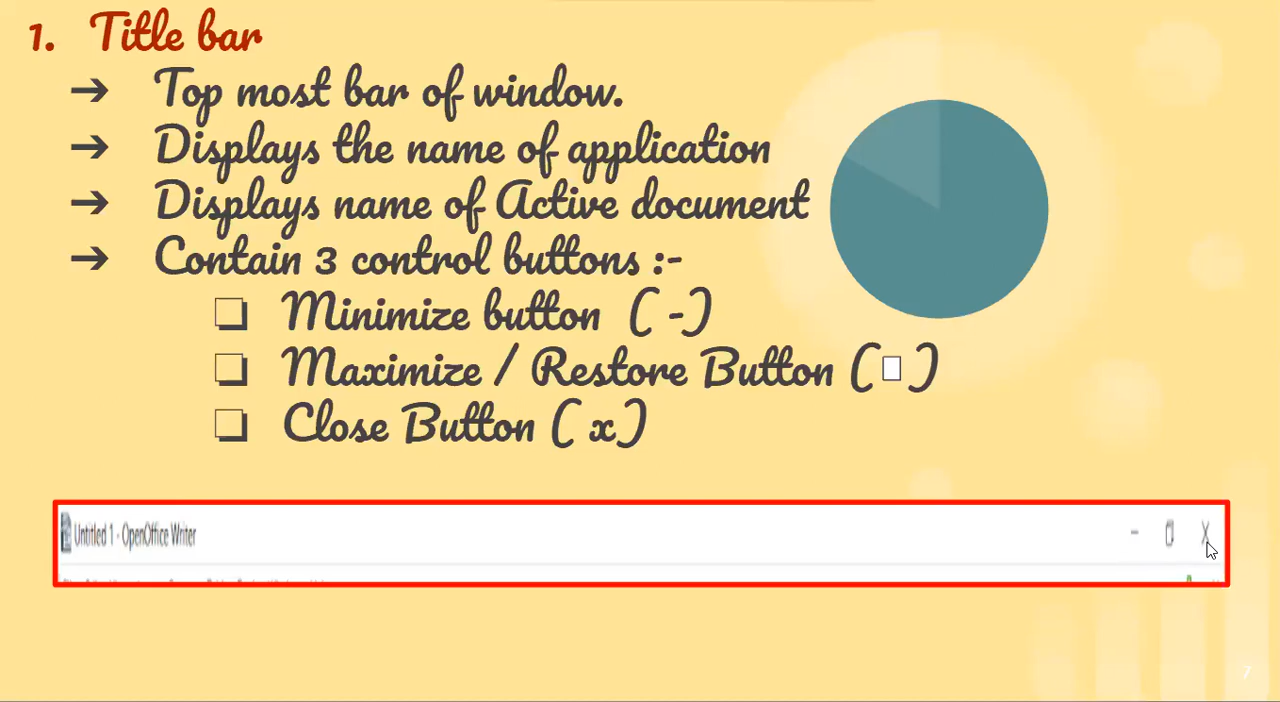 1. Title bar
➔ Top most bar of window.
➔ Displays the name of application
➔ Displays name of Active document
➔ Contain 3 control buttons :-
❑ Minimize button ( -)
❑ Maximize / Restore Button (□)
❑ Close Button ( x)
Untitled 1 - OpenOffice Writer
7